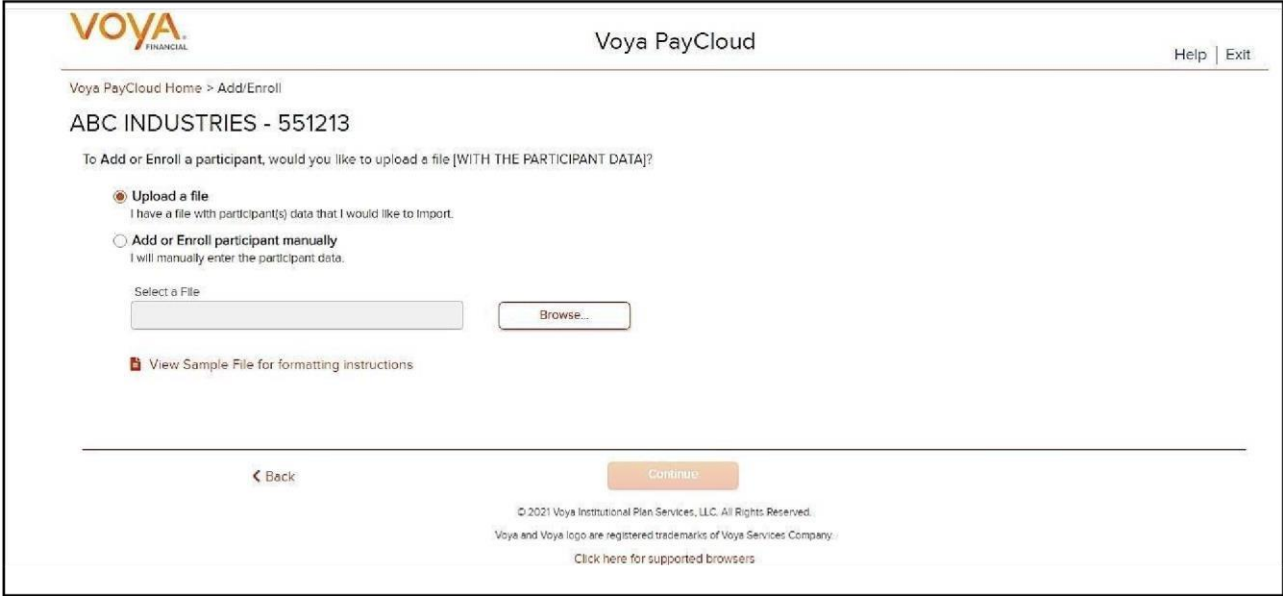 VOYA
FINANCIAL
Voya PayCloud
Help | Exit
Voya PayCloud Home > Add/Enroll
ABC INDUSTRIES - 551213
To Add or Enroll a participant, would you like to upload a file [WITH THE PARTICIPANT DATA]?
Upload a file
I have a file with participant(s) data that I would like to import.
Add or Enroll participant manually
I will manually enter the participant data.
Select a File
Browse...
View Sample File for formatting instructions
< Back
Continue
© 2021 Voya Institutional Plan Services, LLC. All Rights Reserved.
Voya and Voya logo are registered trademarks of Voya Services Company.
Click here for supported browsers